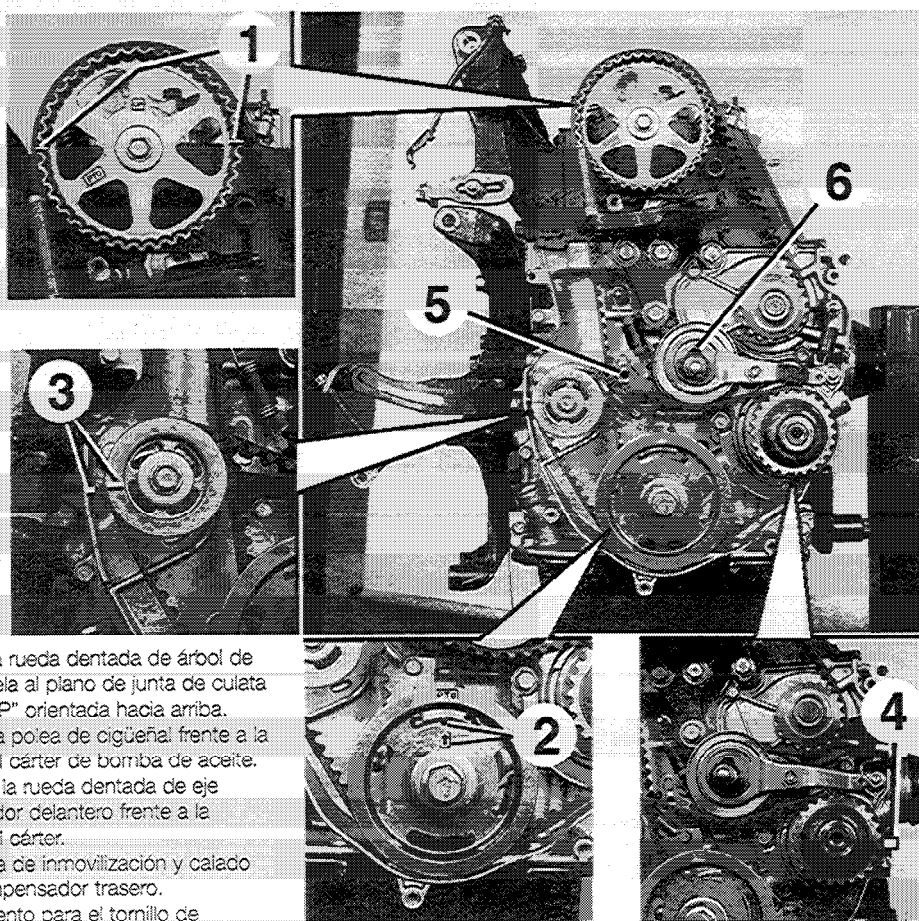 1
6
5
3
2
4
a rueda dentada de árbol de
ela al plano de junta de culata
P" orientada hacia arriba.
a polea de cigüeñal frente a la
l cárter de bomba de aceite.
la rueda dentada de eje
dor delantero frente a la
l cárter.
a de inmovilización y calado
mpensador trasero.
ento para el tornillo de